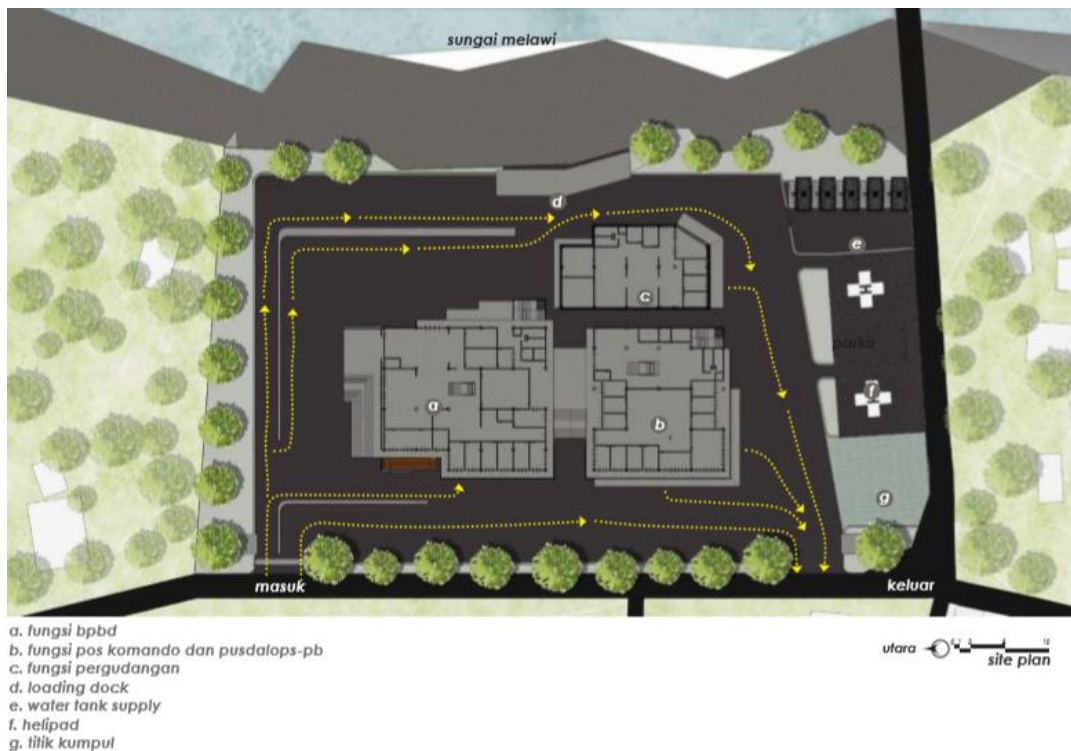 sungai melawi
d
e
c
parkir
a
f
b
g
masuk
keluar
a. fungsi bpbd
b. fungsi pos komando dan pusdalops-pb
c. fungsi pergudangan
d. loading dock
e. water tank supply
f. helipad
g. titik kumpul
utara
site plan